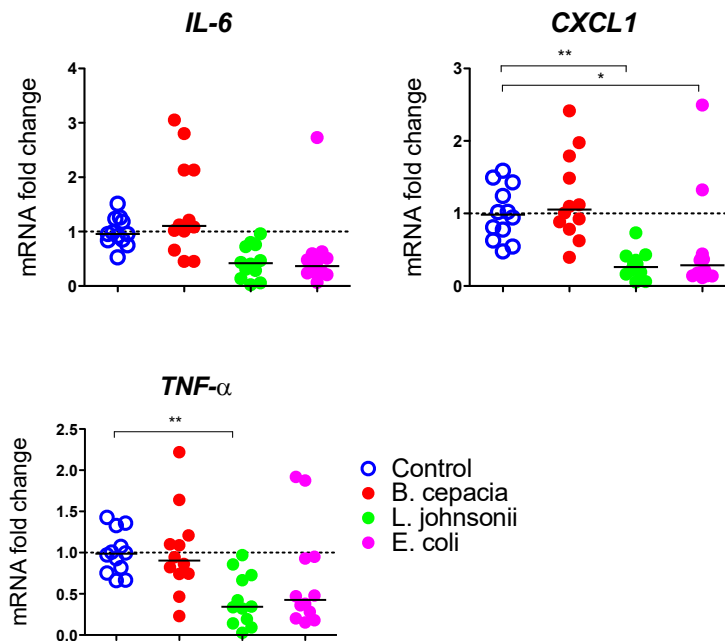 IL-6
CXCL1
mRNA fold change
4
3
2
1
0
mRNA fold change
3
2
1
0
**
*
TNF-α
mRNA fold change
2.5
2.0
1.5
1.0
0.5
0.0
**
Control
B. cepacia
L. johnsonii
E. coli